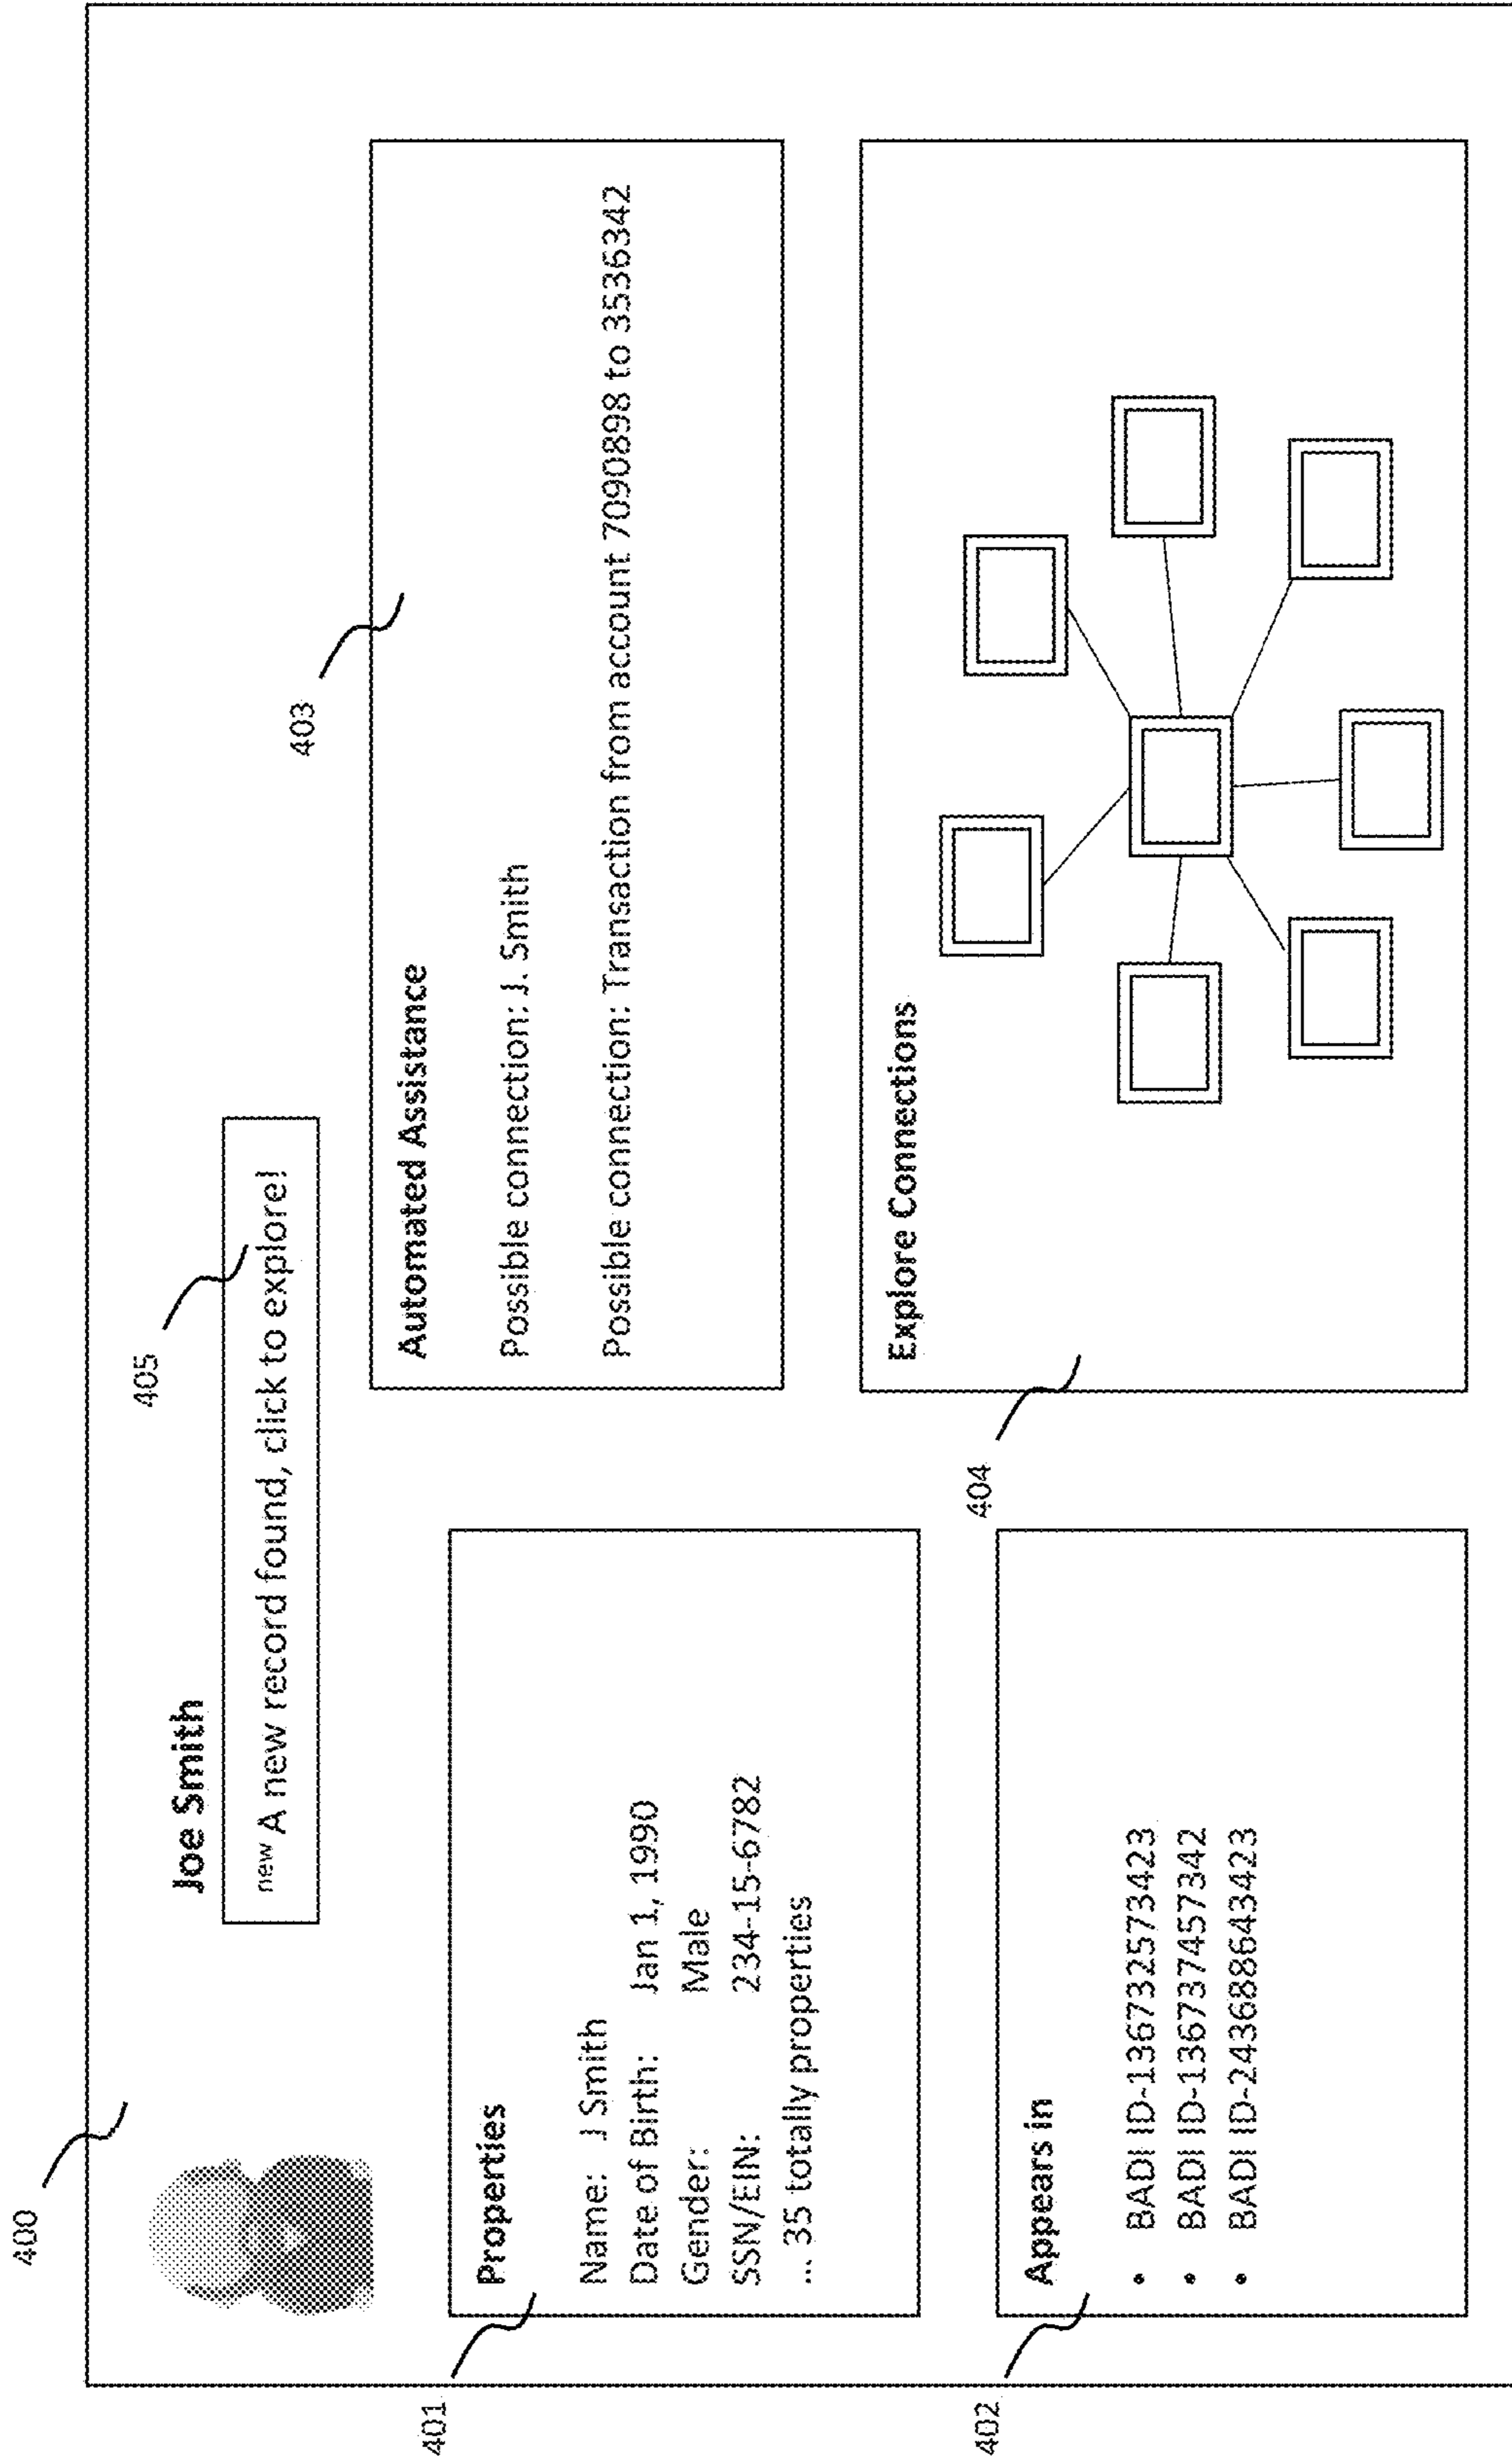 400
Joe Smith
405
new A new record found, click to explore!
401
Properties
Name: J Smith
Date of Birth: Jan 1, 1990
Gender: Male
SSN/EIN: 234-15-6782
... 35 totally properties
402
Appears in
• BADI ID-1367325573423
• BADI ID-1367374557342
• BADI ID-243688643423
403
Automated Assistance
Possible connection: J. Smith
Possible connection: Transaction from account 7090898 to 3536342
404
Explore Connections